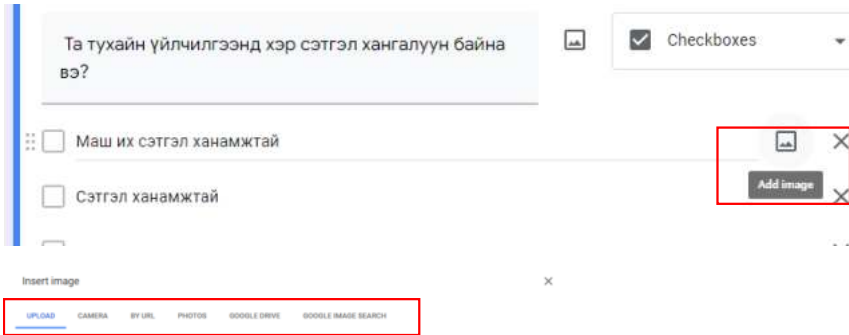 Та тухайн үйлчилгээнд хэр сэтгэл хангалуун байна
вэ?
Checkboxes
Маш их сэтгэл ханамжтай
Add image
Сэтгэл ханамжтай
Insert image
UPLOAD CAMERA BY URL PHOTOS GOOGLE DRIVE GOOGLE IMAGE SEARCH